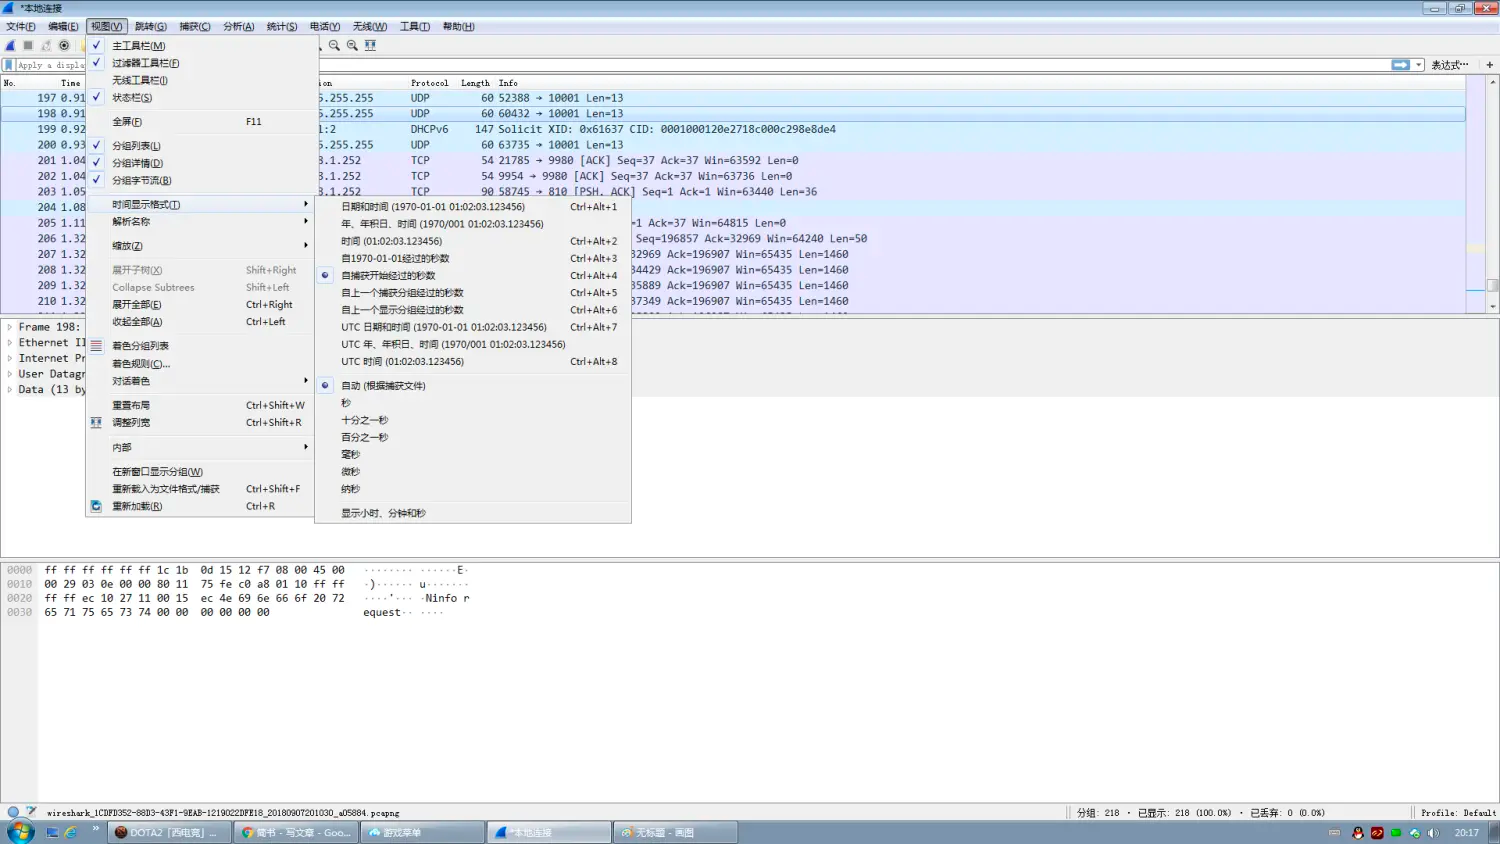 *本地连接
文件(F) 编辑(E) 视图(V) 跳转(G) 捕获(C) 分析(A) 统计(S) 电话(Y) 无线(W) 工具(T) 帮助(H)
主工具栏(M)
Apply a displa
过滤器工具栏(F)
表达式…
+
No. Time
无线工具栏(I)
ion Protocol Length Info
197 0.91
状态栏(S)
5.255.255 UDP 60 52388 → 10001 Len=13
198 0.91
5.255.255 UDP 60 60432 → 10001 Len=13
199 0.92
全屏(F) F11
1:2 DHCPv6 147 Solicit XID: 0x61637 CID: 0001000120e2718c000c298e8de4
200 0.93
分组列表(L)
5.255.255 UDP 60 63735 → 10001 Len=13
201 1.04
分组详情(D)
8.1.252 TCP 54 21785 → 9980 [ACK] Seq=37 Ack=37 Win=63592 Len=0
202 1.04
分组字节流(B)
8.1.252 TCP 54 9954 → 9980 [ACK] Seq=37 Ack=37 Win=63736 Len=0
203 1.05
8.1.252 TCP 90 58745 → 810 [PSH, ACK] Seq=1 Ack=1 Win=63440 Len=36
204 1.08
时间显示格式(T)
日期和时间 (1970-01-01 01:02:03.123456) Ctrl+Alt+1
205 1.11
解析名称
年、年积日、时间 (1970/001 01:02:03.123456)
=1 Ack=37 Win=64815 Len=0
206 1.32
缩放(Z)
时间 (01:02:03.123456) Ctrl+Alt+2
Seq=196857 Ack=32969 Win=64240 Len=50
207 1.32
自1970-01-01经过的秒数 Ctrl+Alt+3
32969 Ack=196907 Win=65435 Len=1460
208 1.32
展开子树(X) Shift+Right
自捕获开始经过的秒数 Ctrl+Alt+4
34429 Ack=196907 Win=65435 Len=1460
209 1.32
Collapse Subtrees Shift+Left
自上一个捕获分组经过的秒数 Ctrl+Alt+5
35889 Ack=196907 Win=65435 Len=1460
210 1.32
展开全部(E) Ctrl+Right
自上一个显示分组经过的秒数 Ctrl+Alt+6
37349 Ack=196907 Win=65435 Len=1460
收起全部(A) Ctrl+Left
Frame 198:
UTC 日期和时间 (1970-01-01 01:02:03.123456) Ctrl+Alt+7
Ethernet II
着色分组列表
UTC 年、年积日、时间 (1970/001 01:02:03.123456)
Internet Pr
着色规则(C)...
UTC 时间 (01:02:03.123456) Ctrl+Alt+8
User Datagr
对话着色
自动 (根据捕获文件)
Data (13 by
重置布局 Ctrl+Shift+W
秒
调整列宽 Ctrl+Shift+R
十分之一秒
百分之一秒
内部
毫秒
在新窗口显示分组(W)
微秒
重新载入为文件格式/捕获 Ctrl+Shift+F
纳秒
重新加载(R) Ctrl+R
显示小时、分钟和秒
0000 ff ff ff ff ff ff 1c 1b 0d 15 12 f7 08 00 45 00 ········ ······E·
0010 00 29 03 0e 00 00 80 11 75 fe c0 a8 01 10 ff ff ·)······ u·······
0020 ff ff ec 10 27 11 00 15 ec 4e 69 6e 66 6f 20 72 ····'··· ·Ninfo r
0030 65 71 75 65 73 74 00 00 00 00 00 00 equest·· ····
wireshark_1CDFD352-88D3-43F1-9EAB-1219022DFE18_20180907201030_a05884.pcapng
分组: 218 · 已显示: 218 (100.0%) · 已丢弃: 0 (0.0%)
Profile: Default
DOTA2「西电宽」...
简书 - 写文章 - Goo...
游戏菜单
*本地连接
无标题 - 画图
20:17